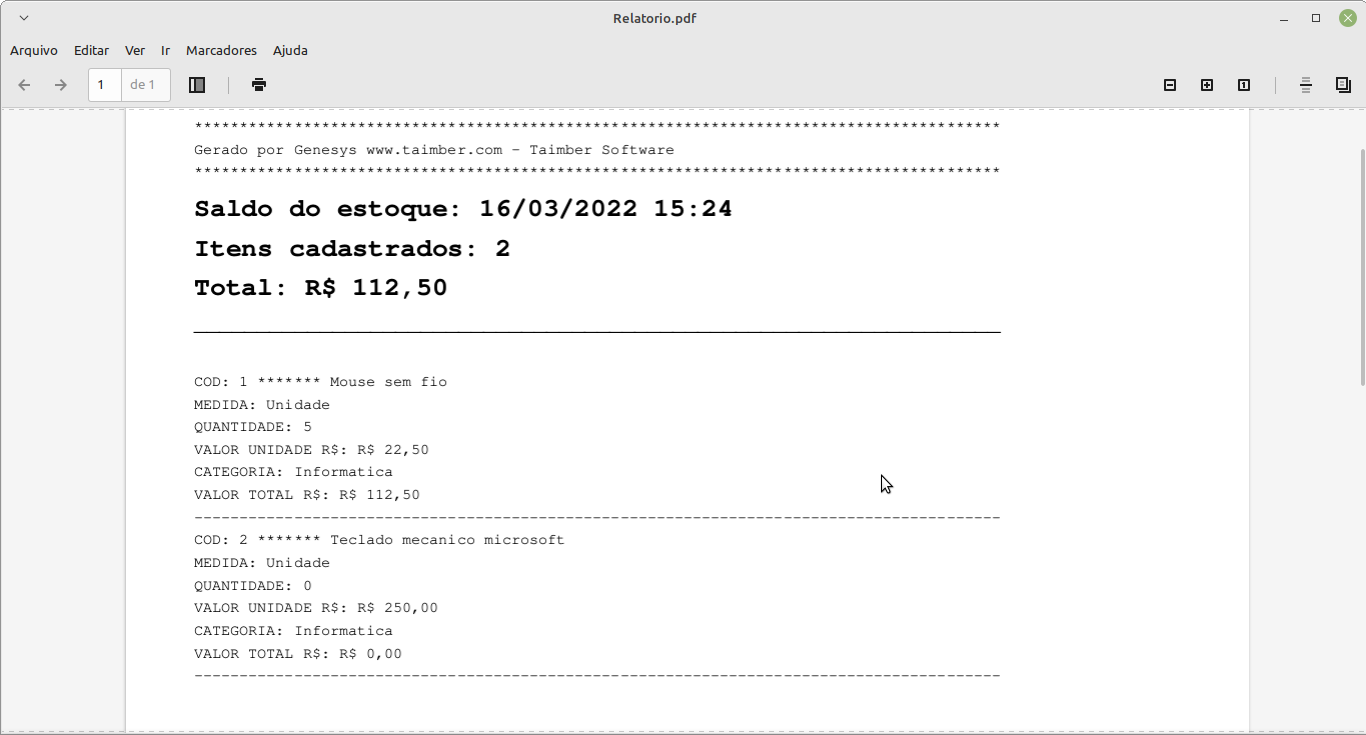 Relatorio.pdf
Arquivo Editar Ver Ir Marcadores Ajuda
1 de 1
*****************************************************************************************
Gerado por Genesys www.taimber.com - Taimber Software
*****************************************************************************************
Saldo do estoque: 16/03/2022 15:24
Itens cadastrados: 2
Total: R$ 112,50
COD: 1 ******* Mouse sem fio
MEDIDA: Unidade
QUANTIDADE: 5
VALOR UNIDADE R$: R$ 22,50
CATEGORIA: Informatica
VALOR TOTAL R$: R$ 112,50
-----------------------------------------------------------------------------------------
COD: 2 ******* Teclado mecanico microsoft
MEDIDA: Unidade
QUANTIDADE: 0
VALOR UNIDADE R$: R$ 250,00
CATEGORIA: Informatica
VALOR TOTAL R$: R$ 0,00
-----------------------------------------------------------------------------------------